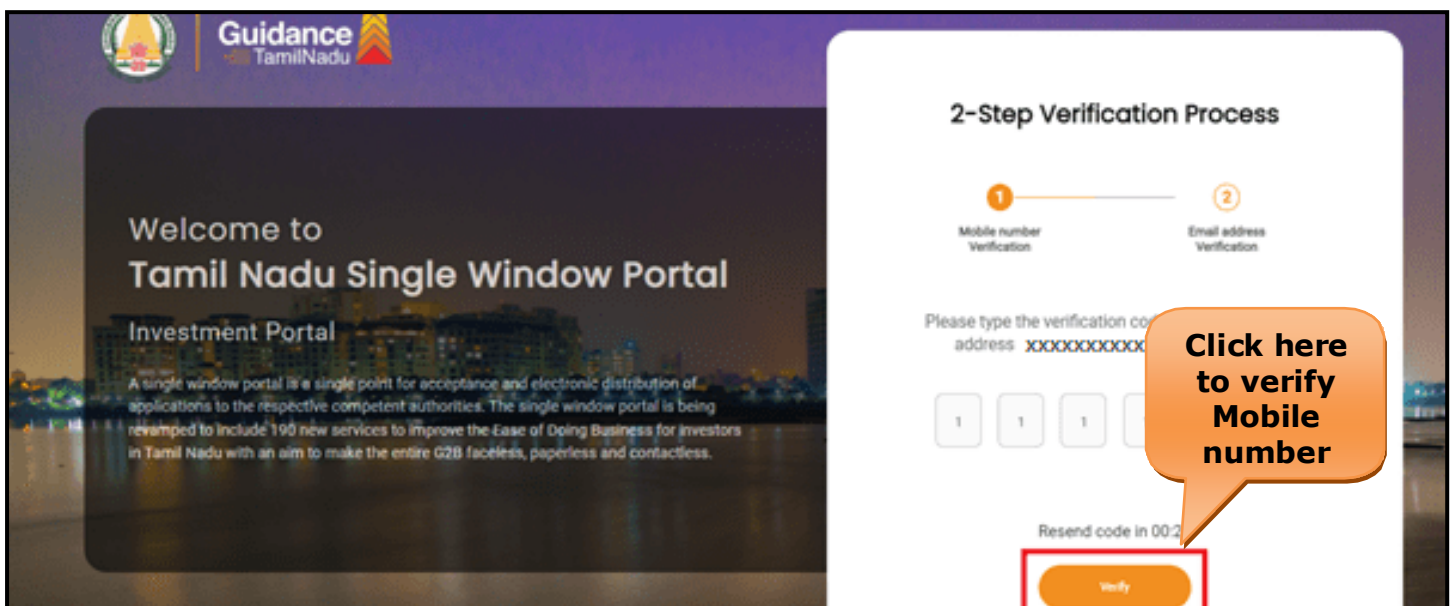 Guidance
TamilNadu
Welcome to
Tamil Nadu Single Window Portal
Investment Portal
A single window portal is a single point for acceptance and electronic distribution of
applications to the respective competent authorities. The single window portal is being
revamped to include 190 new services to improve the Ease of Doing Business for investors
in Tamil Nadu with an aim to make the entire G2B faceless, paperless and contactless.
2-Step Verification Process
1
2
Mobile number
Verification
Email address
Verification
Please type the verification
address xxxxxxxxxx
1 1 1
Click here
to verify
Mobile
number
Resend code in 00:2
Verify